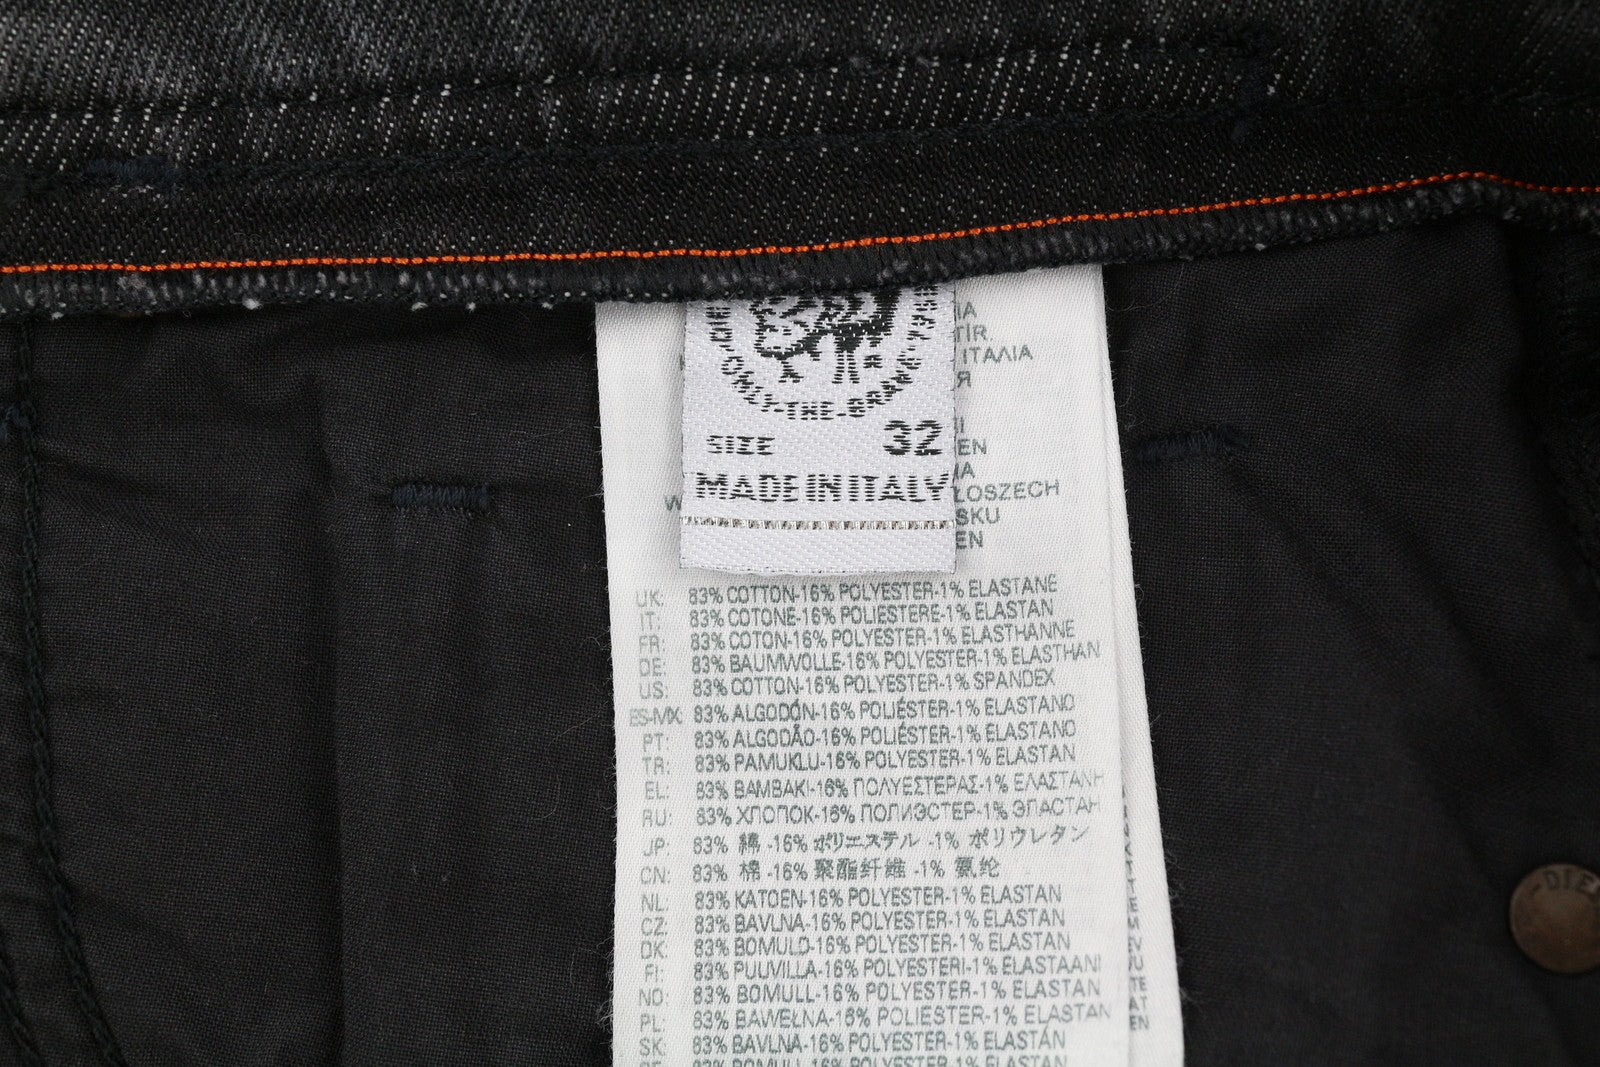 ONLY-THE-BRAVE
SIZE 32
MADE IN ITALY
ΙΤΑΛΙΑ
UK: 83% COTTON-16% POLYESTER-1% ELASTANE
IT: 83% COTONE-16% POLIESTERE-1% ELASTAN
FR: 83% COTON-16% POLYESTER-1% ELASTHANNE
DE: 83% BAUMWOLLE-16% POLYESTER-1% ELASTHAN
US: 83% COTTON-16% POLYESTER-1% SPANDEX
ES-MX: 83% ALGODÓN-16% POLIÉSTER-1% ELASTANO
PT: 83% ALGODÃO-16% POLIÉSTER-1% ELASTANO
TR: 83% PAMUKLU-16% POLYESTER-1% ELASTAN
EL: 83% ΒΑΜΒΑΚΙ-16% ΠΟΛΥΕΣΤΕΡΑΣ-1% ΕΛΑΣΤΑΝΗ
RU: 83% ХЛОПОК-16% ПОЛИЭСТЕР-1% ЭЛАСТАН
JP: 83% 綿 -16% ポリエステル -1% ポリウレタン
CN: 83% 棉 -16% 聚酯纤维 -1% 氨纶
NL: 83% KATOEN-16% POLYESTER-1% ELASTAN
CZ: 83% BAVLNA-16% POLYESTER-1% ELASTAN
DK: 83% BOMULD-16% POLYESTER-1% ELASTAN
FI: 83% PUUVILLA-16% POLYESTERI-1% ELASTAANI
NO: 83% BOMULL-16% POLYESTER-1% ELASTAN
PL: 83% BAWEŁNA-16% POLIESTER-1% ELASTAN
SK: 83% BAVLNA-16% POLYESTER-1% ELASTAN